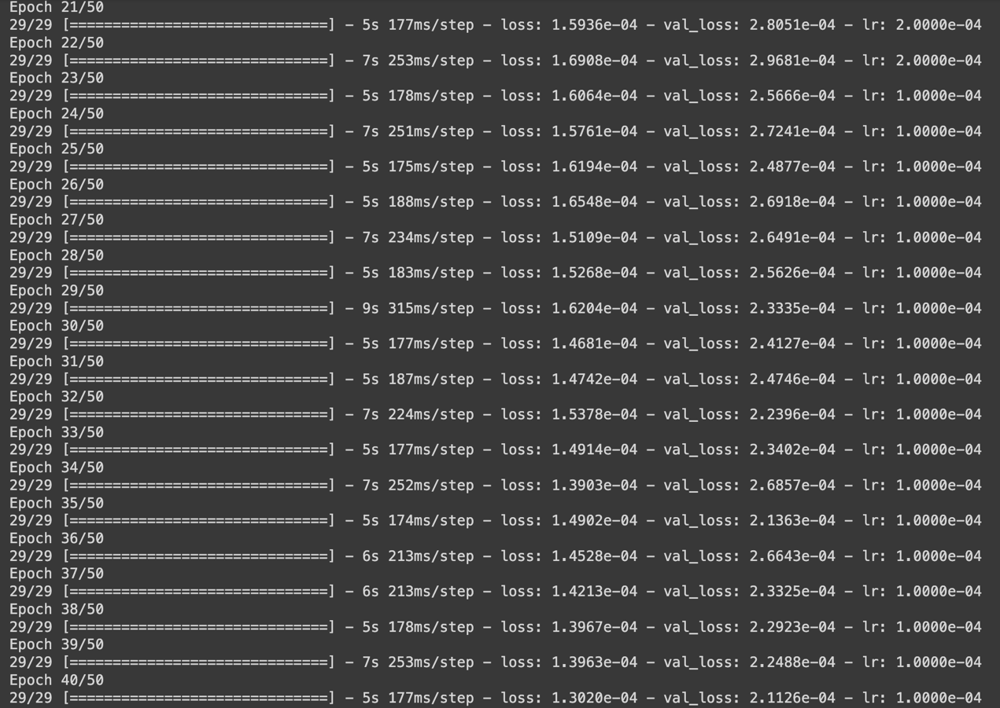 Epoch 21/50
29/29 [==============================] - 5s 177ms/step - loss: 1.5936e-04 - val_loss: 2.8051e-04 - lr: 2.0000e-04
Epoch 22/50
29/29 [==============================] - 7s 253ms/step - loss: 1.6908e-04 - val_loss: 2.9681e-04 - lr: 2.0000e-04
Epoch 23/50
29/29 [==============================] - 5s 178ms/step - loss: 1.6064e-04 - val_loss: 2.5666e-04 - lr: 1.0000e-04
Epoch 24/50
29/29 [==============================] - 7s 251ms/step - loss: 1.5761e-04 - val_loss: 2.7241e-04 - lr: 1.0000e-04
Epoch 25/50
29/29 [==============================] - 5s 175ms/step - loss: 1.6194e-04 - val_loss: 2.4877e-04 - lr: 1.0000e-04
Epoch 26/50
29/29 [==============================] - 5s 188ms/step - loss: 1.6548e-04 - val_loss: 2.6918e-04 - lr: 1.0000e-04
Epoch 27/50
29/29 [==============================] - 7s 234ms/step - loss: 1.5109e-04 - val_loss: 2.6491e-04 - lr: 1.0000e-04
Epoch 28/50
29/29 [==============================] - 5s 183ms/step - loss: 1.5268e-04 - val_loss: 2.5626e-04 - lr: 1.0000e-04
Epoch 29/50
29/29 [==============================] - 9s 315ms/step - loss: 1.6204e-04 - val_loss: 2.3335e-04 - lr: 1.0000e-04
Epoch 30/50
29/29 [==============================] - 5s 177ms/step - loss: 1.4681e-04 - val_loss: 2.4127e-04 - lr: 1.0000e-04
Epoch 31/50
29/29 [==============================] - 5s 187ms/step - loss: 1.4742e-04 - val_loss: 2.4746e-04 - lr: 1.0000e-04
Epoch 32/50
29/29 [==============================] - 7s 224ms/step - loss: 1.5378e-04 - val_loss: 2.2396e-04 - lr: 1.0000e-04
Epoch 33/50
29/29 [==============================] - 5s 177ms/step - loss: 1.4914e-04 - val_loss: 2.3402e-04 - lr: 1.0000e-04
Epoch 34/50
29/29 [==============================] - 7s 252ms/step - loss: 1.3903e-04 - val_loss: 2.6857e-04 - lr: 1.0000e-04
Epoch 35/50
29/29 [==============================] - 5s 174ms/step - loss: 1.4902e-04 - val_loss: 2.1363e-04 - lr: 1.0000e-04
Epoch 36/50
29/29 [==============================] - 6s 213ms/step - loss: 1.4528e-04 - val_loss: 2.6643e-04 - lr: 1.0000e-04
Epoch 37/50
29/29 [==============================] - 6s 213ms/step - loss: 1.4213e-04 - val_loss: 2.3325e-04 - lr: 1.0000e-04
Epoch 38/50
29/29 [==============================] - 5s 178ms/step - loss: 1.3967e-04 - val_loss: 2.2923e-04 - lr: 1.0000e-04
Epoch 39/50
29/29 [==============================] - 7s 253ms/step - loss: 1.3963e-04 - val_loss: 2.2488e-04 - lr: 1.0000e-04
Epoch 40/50
29/29 [==============================] - 5s 177ms/step - loss: 1.3020e-04 - val_loss: 2.1126e-04 - lr: 1.0000e-04